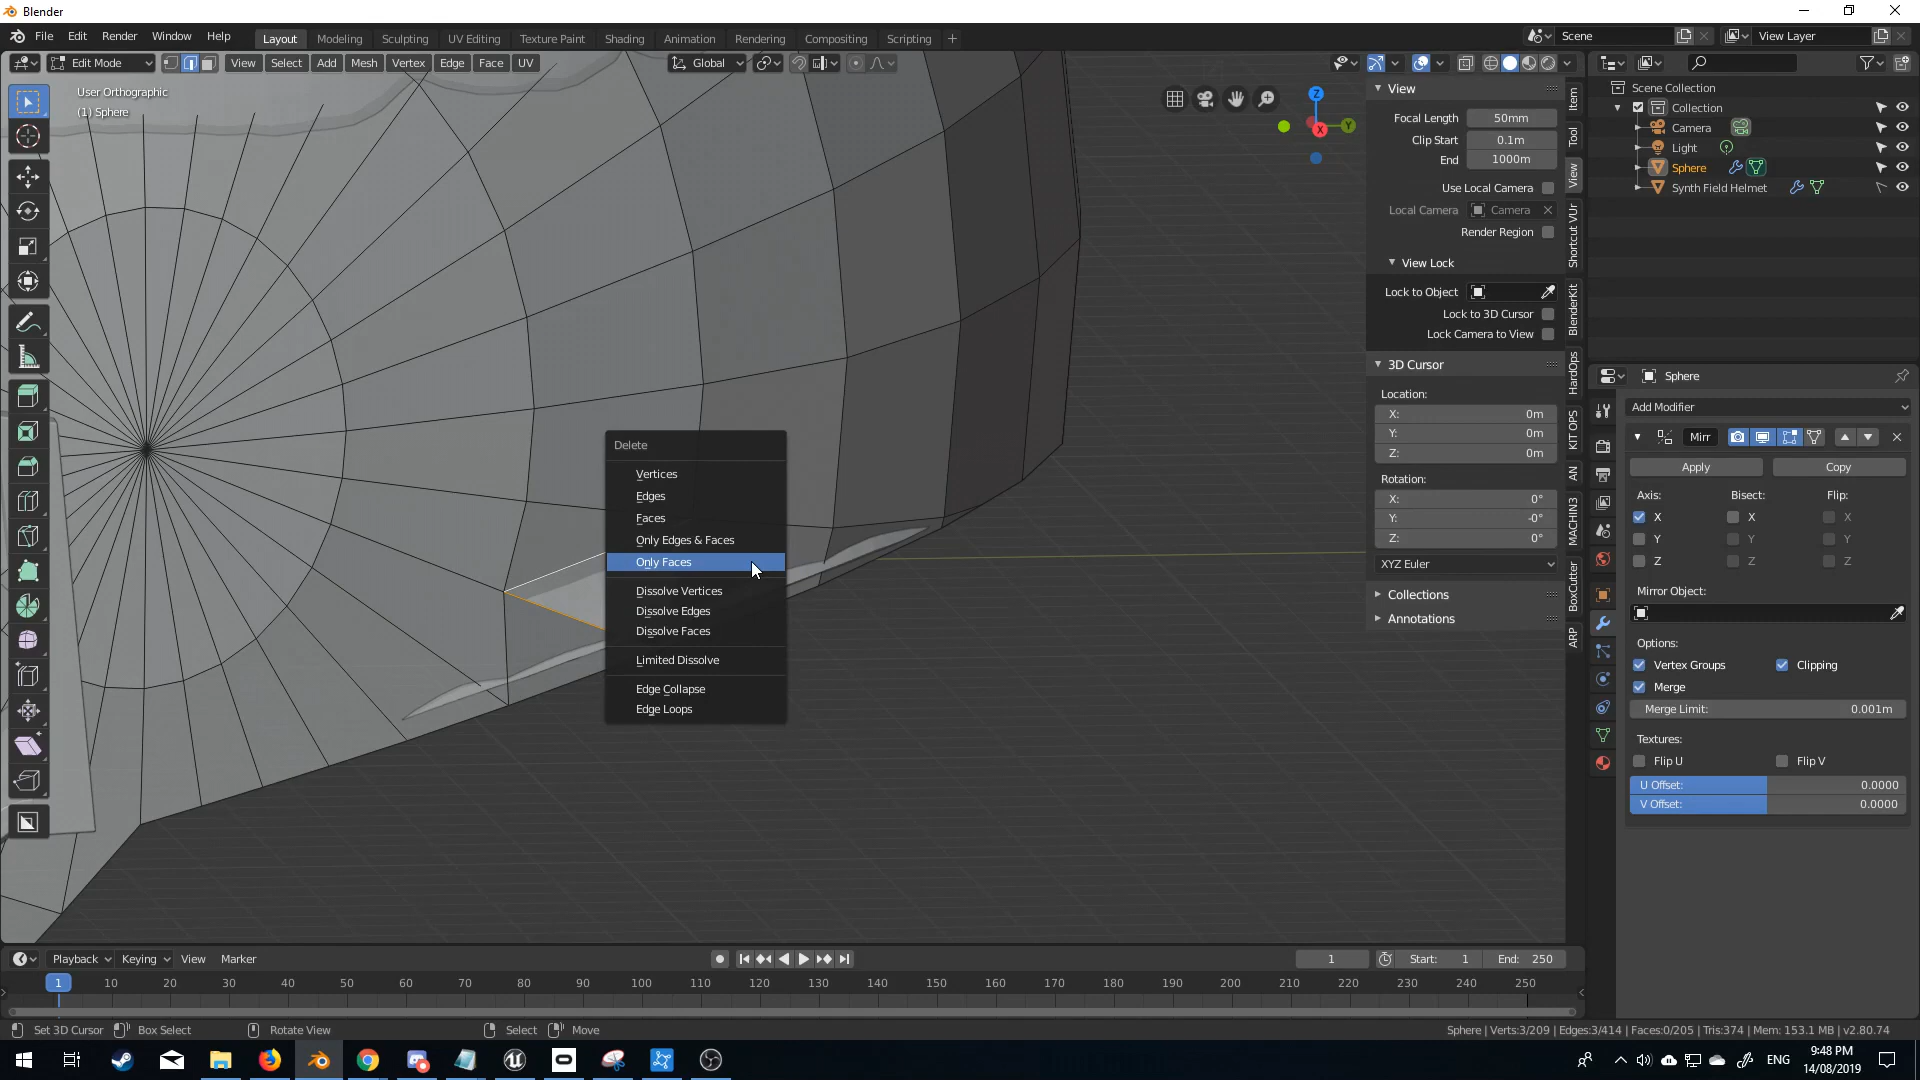 Blender
File Edit Render Window Help
Layout Modeling Sculpting UV Editing Texture Paint Shading Animation Rendering Compositing Scripting +
Scene
View Layer
Edit Mode
View Select Add Mesh Vertex Edge Face UV
Global
User Orthographic
(1) Sphere
Z
X
Y
View
Focal Length 50mm
Clip Start 0.1m
End 1000m
Use Local Camera
Local Camera Camera
Render Region
View Lock
Lock to Object
Lock to 3D Cursor
Lock Camera to View
3D Cursor
Location:
X: 0m
Y: 0m
Z: 0m
Rotation:
X: 0°
Y: -0°
Z: 0°
XYZ Euler
Collections
Annotations
Item
Tool
View
Shortcut VUr
BlenderKit
HardOps
KIT OPS
AN
MACHIN3
BoxCutter
ARP
Scene Collection
Collection
Camera
Light
Sphere
Synth Field Helmet
Sphere
Add Modifier
Mirr
Apply Copy
Axis: Bisect: Flip:
X X X
Y Y Y
Z Z Z
Mirror Object:
Options:
Vertex Groups Clipping
Merge
Merge Limit: 0.001m
Textures:
Flip U Flip V
U Offset: 0.0000
V Offset: 0.0000
Delete
Vertices
Edges
Faces
Only Edges & Faces
Only Faces
Dissolve Vertices
Dissolve Edges
Dissolve Faces
Limited Dissolve
Edge Collapse
Edge Loops
Playback Keying View Marker
1
Start: 1 End: 250
1 10 20 30 40 50 60 70 80 90 100 110 120 130 140 150 160 170 180 190 200 210 220 230 240 250
Set 3D Cursor Box Select Rotate View Select Move
Sphere | Verts:3/209 | Edges:3/414 | Faces:0/205 | Tris:374 | Mem: 153.1 MB | v2.80.74
ENG
9:48 PM
14/08/2019